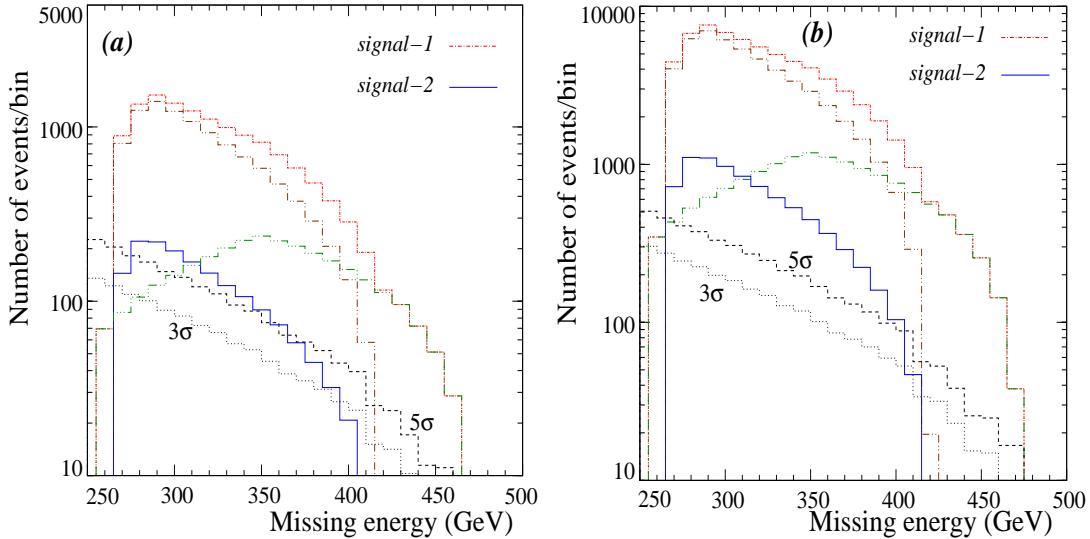 5000
1000
100
10
Number of events/bin
(a)
signal−1
signal−2
3σ
5σ
250 300 350 400 450 500
Missing energy (GeV)
10000
1000
100
10
Number of events/bin
(b)
signal−1
signal−2
5σ
3σ
250 300 350 400 450 500
Missing energy (GeV)